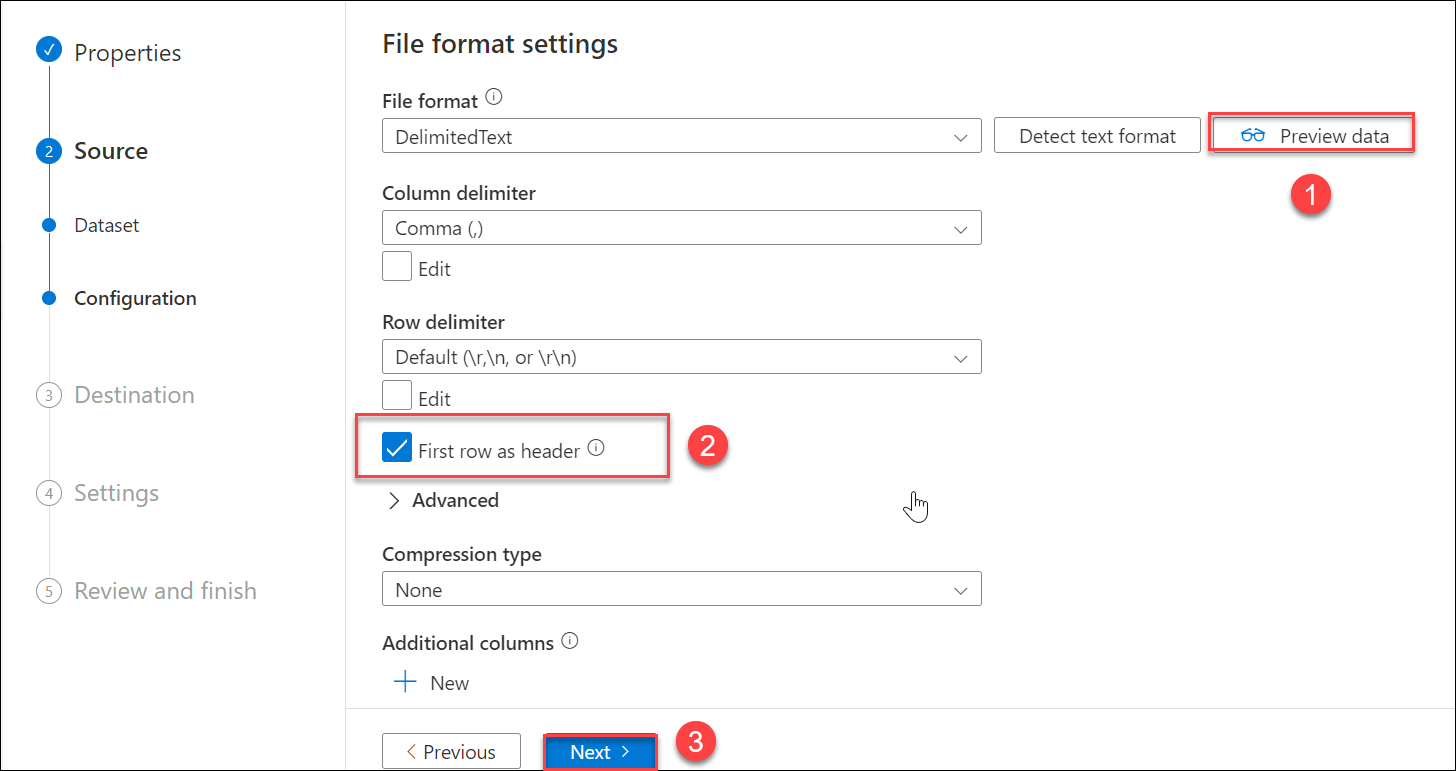 Properties
2 Source
Dataset
Configuration
3 Destination
4 Settings
5 Review and finish
File format settings
File format
DelimitedText
Detect text format
Preview data
1
Column delimiter
Comma (,)
Edit
Row delimiter
Default (\r,\n, or \r\n)
Edit
First row as header
2
Advanced
Compression type
None
Additional columns
New
Previous
Next
3